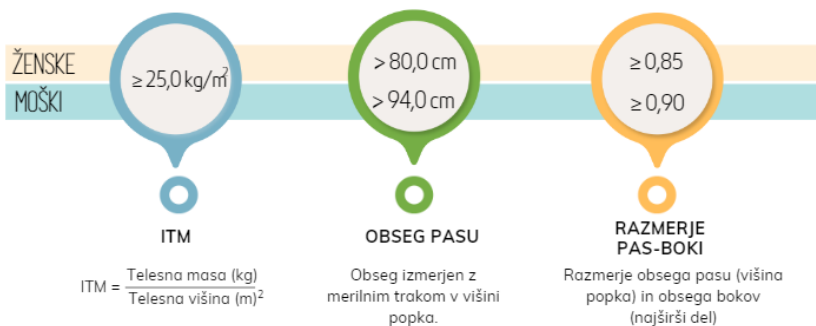 ŽENSKE
MOŠKI
≥ 25,0 kg/m²
> 80,0 cm
> 94,0 cm
≥ 0,85
≥ 0,90
ITM
ITM = Telesna masa (kg)
Telesna višina (m)²
OBSEG PASU
Obseg izmerjen z
merilnim trakom v višini
popka.
RAZMERJE
PAS-BOKI
Razmerje obsega pasu (višina
popka) in obsega bokov
(najširši del)